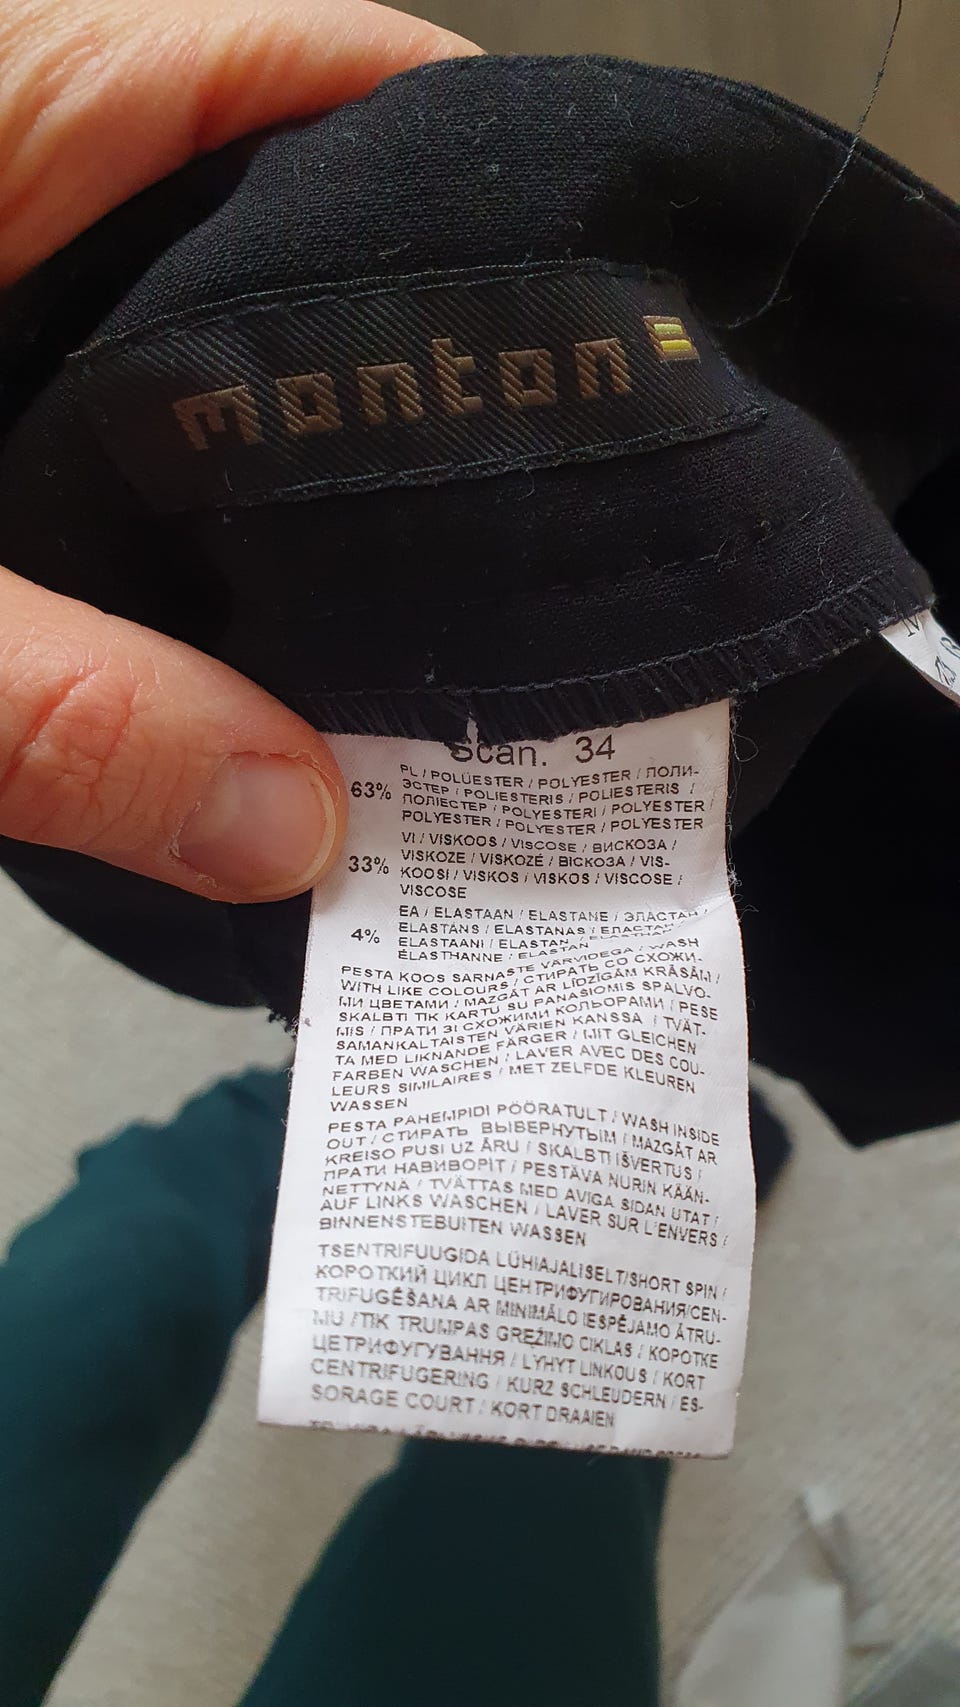 monton
Scan. 34
63% PL / POLÜESTER / POLYESTER / ПОЛИ-
ЭСТЕР / POLIESTERIS / POLIESTERIS /
ПОЛІЕСТЕР / POLYESTERI / POLYESTER /
POLYESTER / POLYESTER / POLYESTER
33% VI / VISKOOS / VISCOSE / ВИСКОЗА /
VISKOZE / VISKOZĖ / ВІСКОЗА / VIS-
KOOSI / VISKOS / VISKOS / VISCOSE /
VISCOSE
4% EA / ELASTAAN / ELASTANE / ЭЛАСТАН /
ELASTĀNS / ELASTANAS / ЕЛАСТАН /
ELASTAANI / ELASTAN / ELASTHAN /
ÉLASTHANNE / ELASTAN
PESTA KOOS SARNASTE VÄRVIDEGA / WASH
WITH LIKE COLOURS / СТИРАТЬ СО СХОЖИ-
МИ ЦВЕТАМИ / MAZGĀT AR LĪDZĪGĀM KRĀSĀM /
SKALBTI TIK KARTU SU PANAŠIOMIS SPALVO-
MIS / ПРАТИ ЗІ СХОЖИМИ КОЛЬОРАМИ / PESE
SAMANKALTAISTEN VÄRIEN KANSSA / TVÄT-
TA MED LIKNANDE FÄRGER / MIT GLEICHEN
FARBEN WASCHEN / LAVER AVEC DES COU-
LEURS SIMILAIRES / MET ZELFDE KLEUREN
WASSEN
PESTA PAHEMPIDI PÖÖRATULT / WASH INSIDE
OUT / СТИРАТЬ ВЫВЕРНУТЫМ / MAZGĀT AR
KREISO PUSI UZ ĀRU / SKALBTI IŠVERTUS /
ПРАТИ НАВИВОРІТ / PESTÄVÄ NURIN KÄÄN-
NETTYNÄ / TVÄTTAS MED AVIGA SIDAN UTÅT /
AUF LINKS WASCHEN / LAVER SUR L'ENVERS /
BINNENSTEBUITEN WASSEN
TSENTRIFUUGIDA LÜHIAJALISELT/SHORT SPIN /
КОРОТКИЙ ЦИКЛ ЦЕНТРИФУГИРОВАНИЯ/CEN-
TRIFUGĒŠANA AR MINIMĀLO IESPĒJAMO ĀTRU-
MU /TIK TRUMPAS GRĘŽIMO CIKLAS / КОРОТКЕ
ЦЕТРИФУГУВАННЯ / LYHYT LINKOUS / KORT
CENTRIFUGERING / KURZ SCHLEUDERN / ES-
SORAGE COURT / KORT DRAAIEN